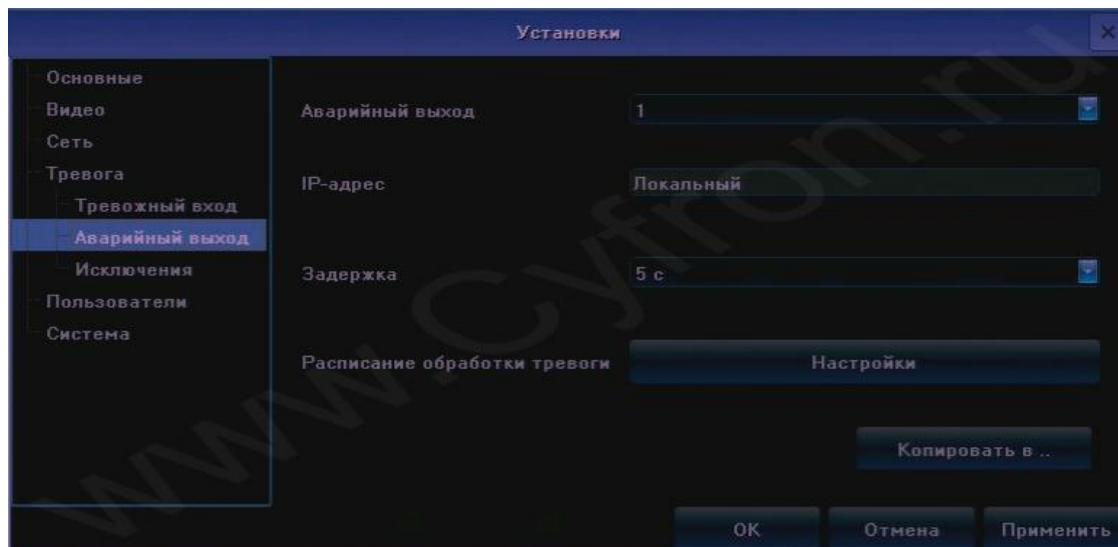 Установки
Основные
Видео
Сеть
Тревога
Тревожный вход
Аварийный выход
Исключения
Пользователи
Система
Аварийный выход 1
IP-адрес Локальный
Задержка 5 с
Расписание обработки тревоги Настройки
Копировать в ..
OK Отмена Применить
www.Cyfron.ru